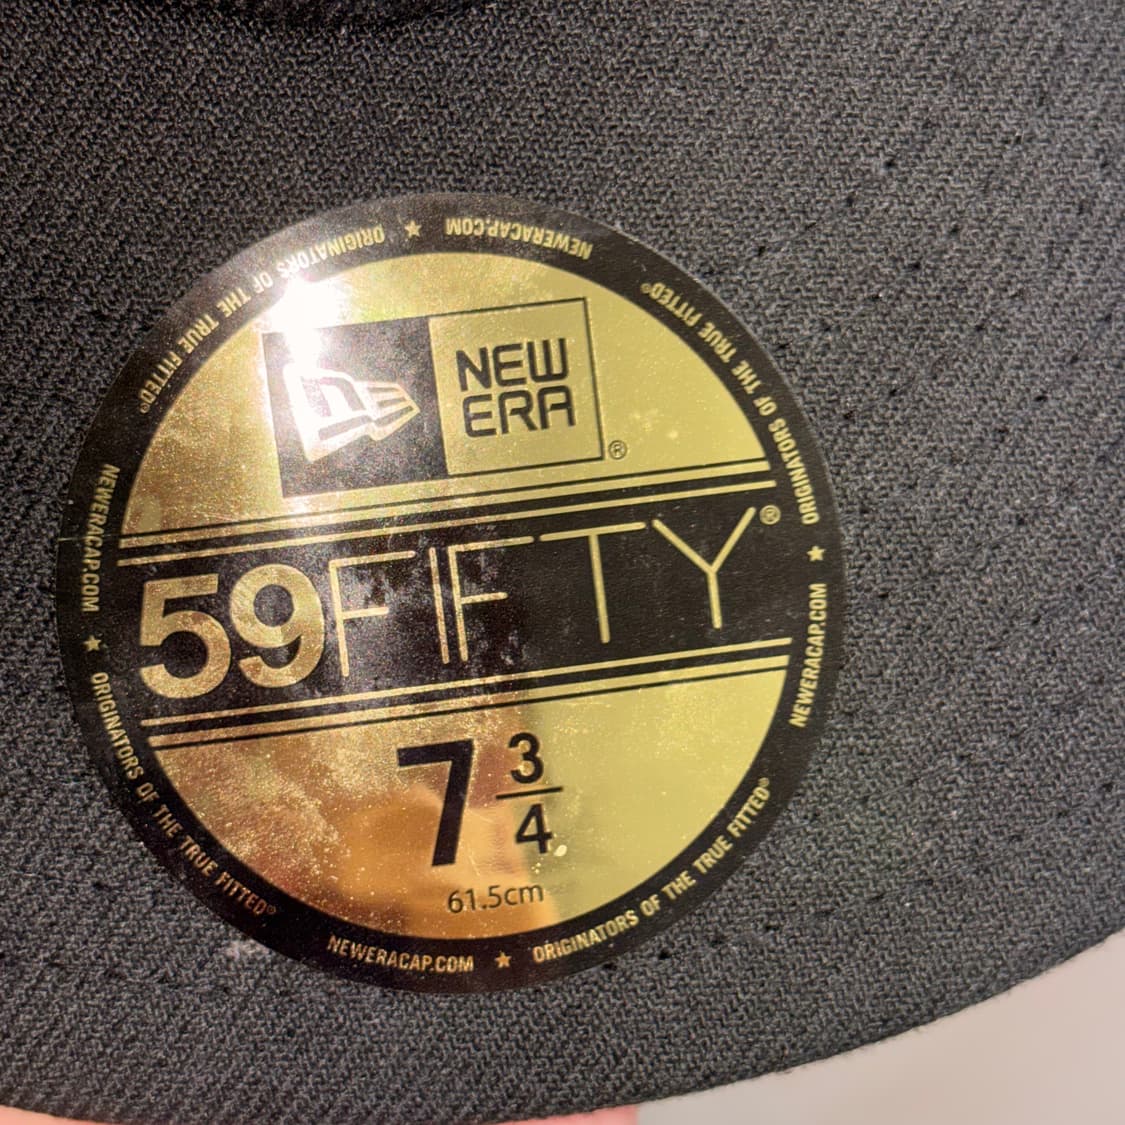 NEW
ERA®
59FIFTY®
7 3/4
61.5cm
NEWERACAP.COM ★ ORIGINATORS OF THE TRUE FITTED®
NEWERACAP.COM ★ ORIGINATORS OF THE TRUE FITTED®
NEWERACAP.COM ★ ORIGINATORS OF THE TRUE FITTED®
NEWERACAP.COM ★ ORIGINATORS OF THE TRUE FITTED®